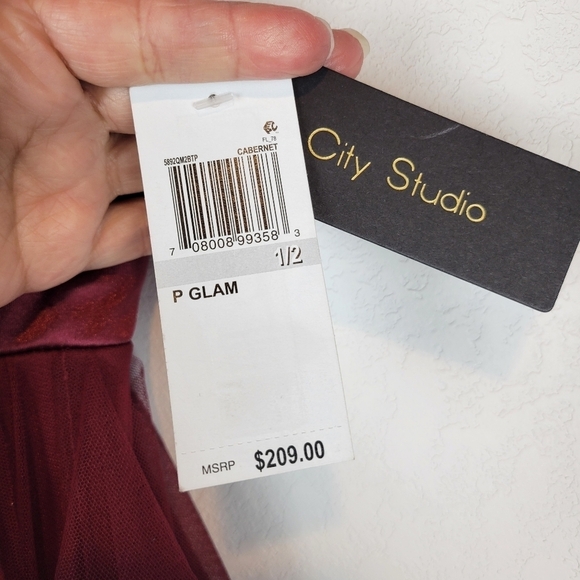 City Studio
FL_78
5892QM2BTP CABERNET
7 08008 99358 3
1/2
P GLAM
MSRP $209.00